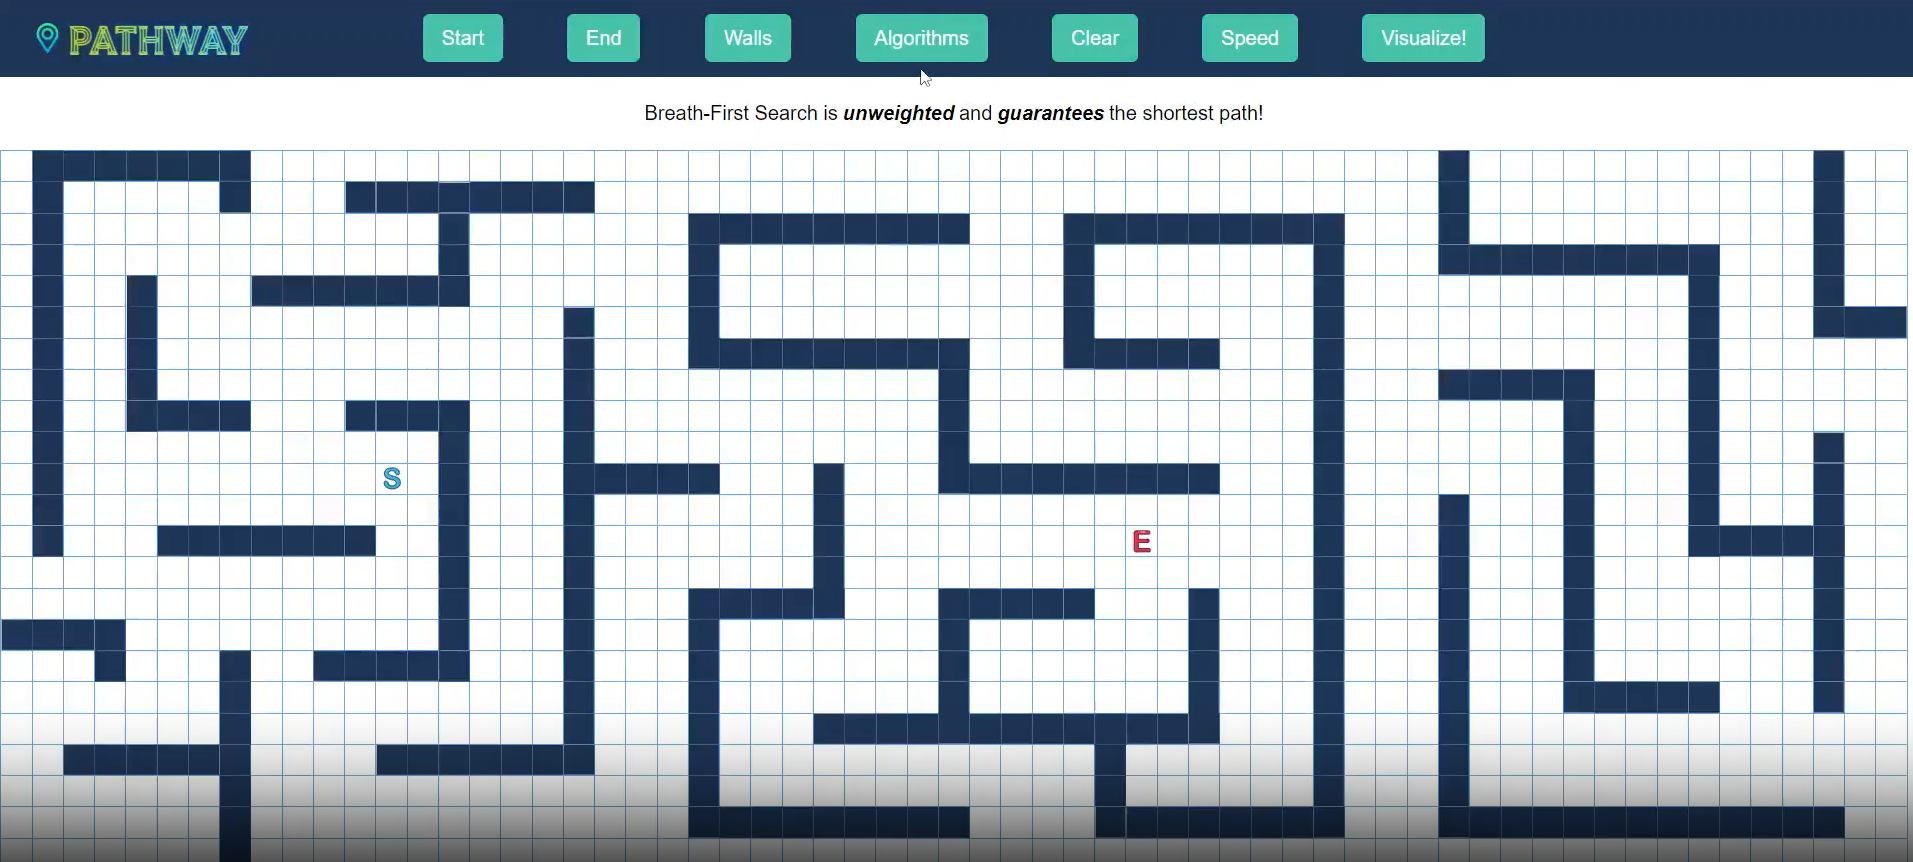 PATHWAY
Start
End
Walls
Algorithms
Clear
Speed
Visualize!
Breath-First Search is unweighted and guarantees the shortest path!
S
E